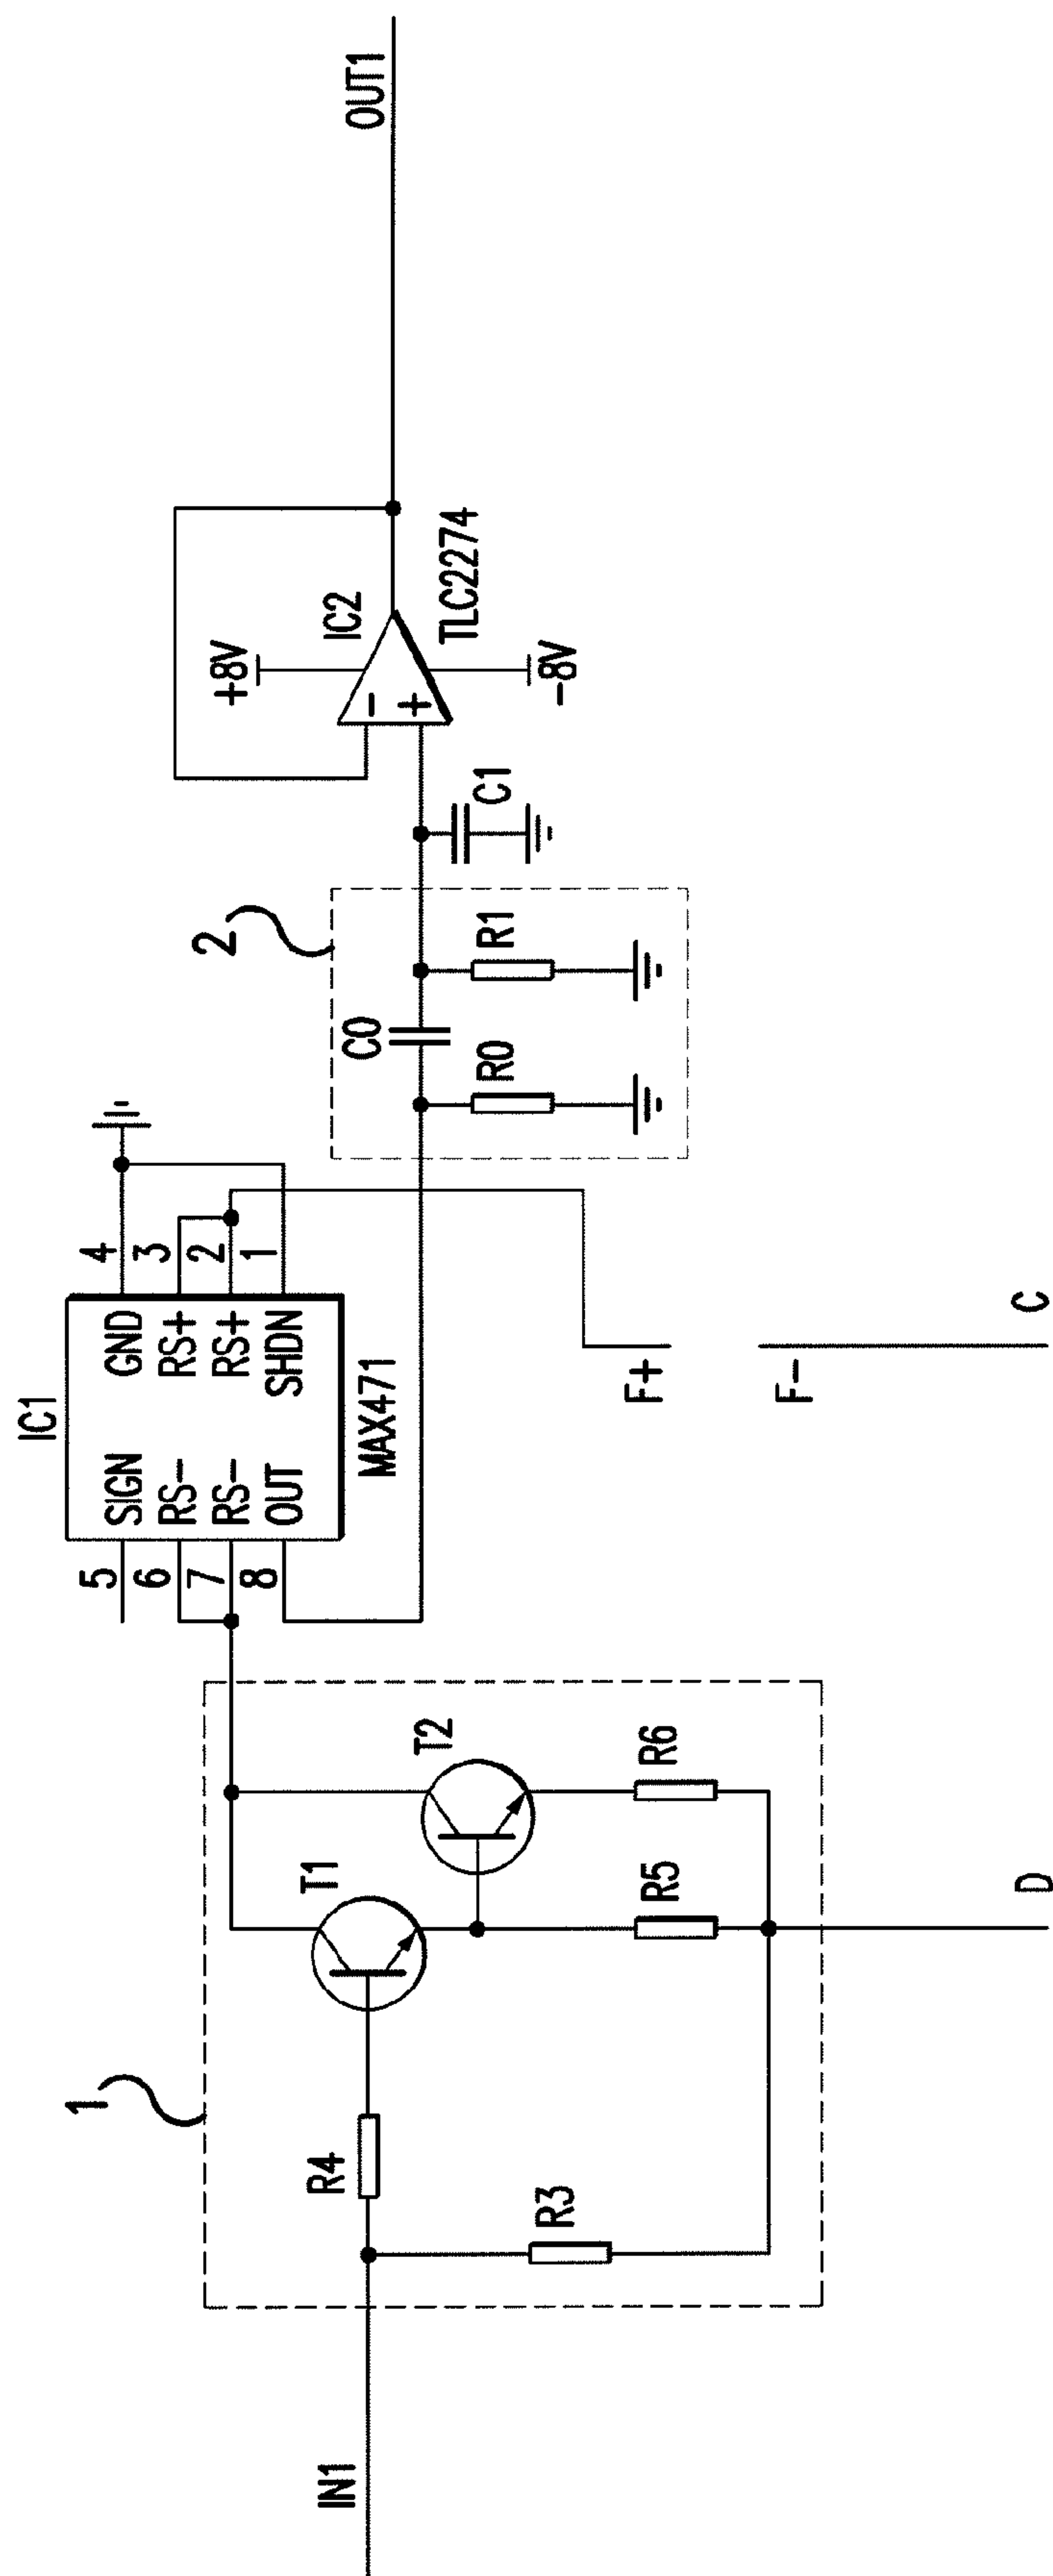 IN1
1
R4
R3
T1
T2
R5
R6
D
IC1
5 SIGN GND 4
6 RS- RS+ 3
7 RS- RS+ 2
8 OUT SHDN 1
MAX471
F+
F-
C
2
C0
R0
R1
C1
+8V
IC2
-
+
TLC2274
-8V
OUT1